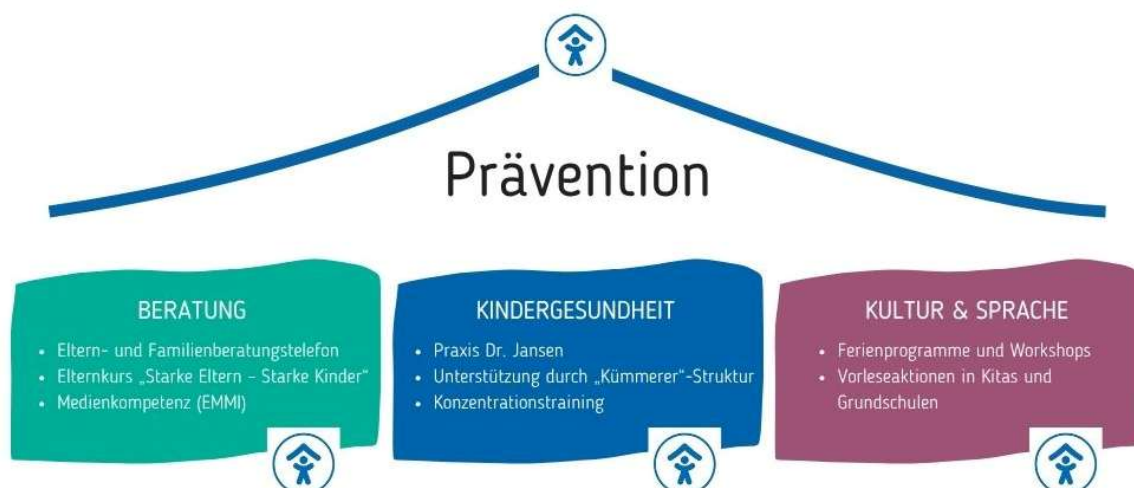 Prävention
BERATUNG
• Eltern- und Familienberatungstelefon
• Elternkurs „Starke Eltern – Starke Kinder“
• Medienkompetenz (EMMI)
KINDERGESUNDHEIT
• Praxis Dr. Jansen
• Unterstützung durch „Kümmerer“-Struktur
• Konzentrationstraining
KULTUR & SPRACHE
• Ferienprogramme und Workshops
• Vorleseaktionen in Kitas und
Grundschulen